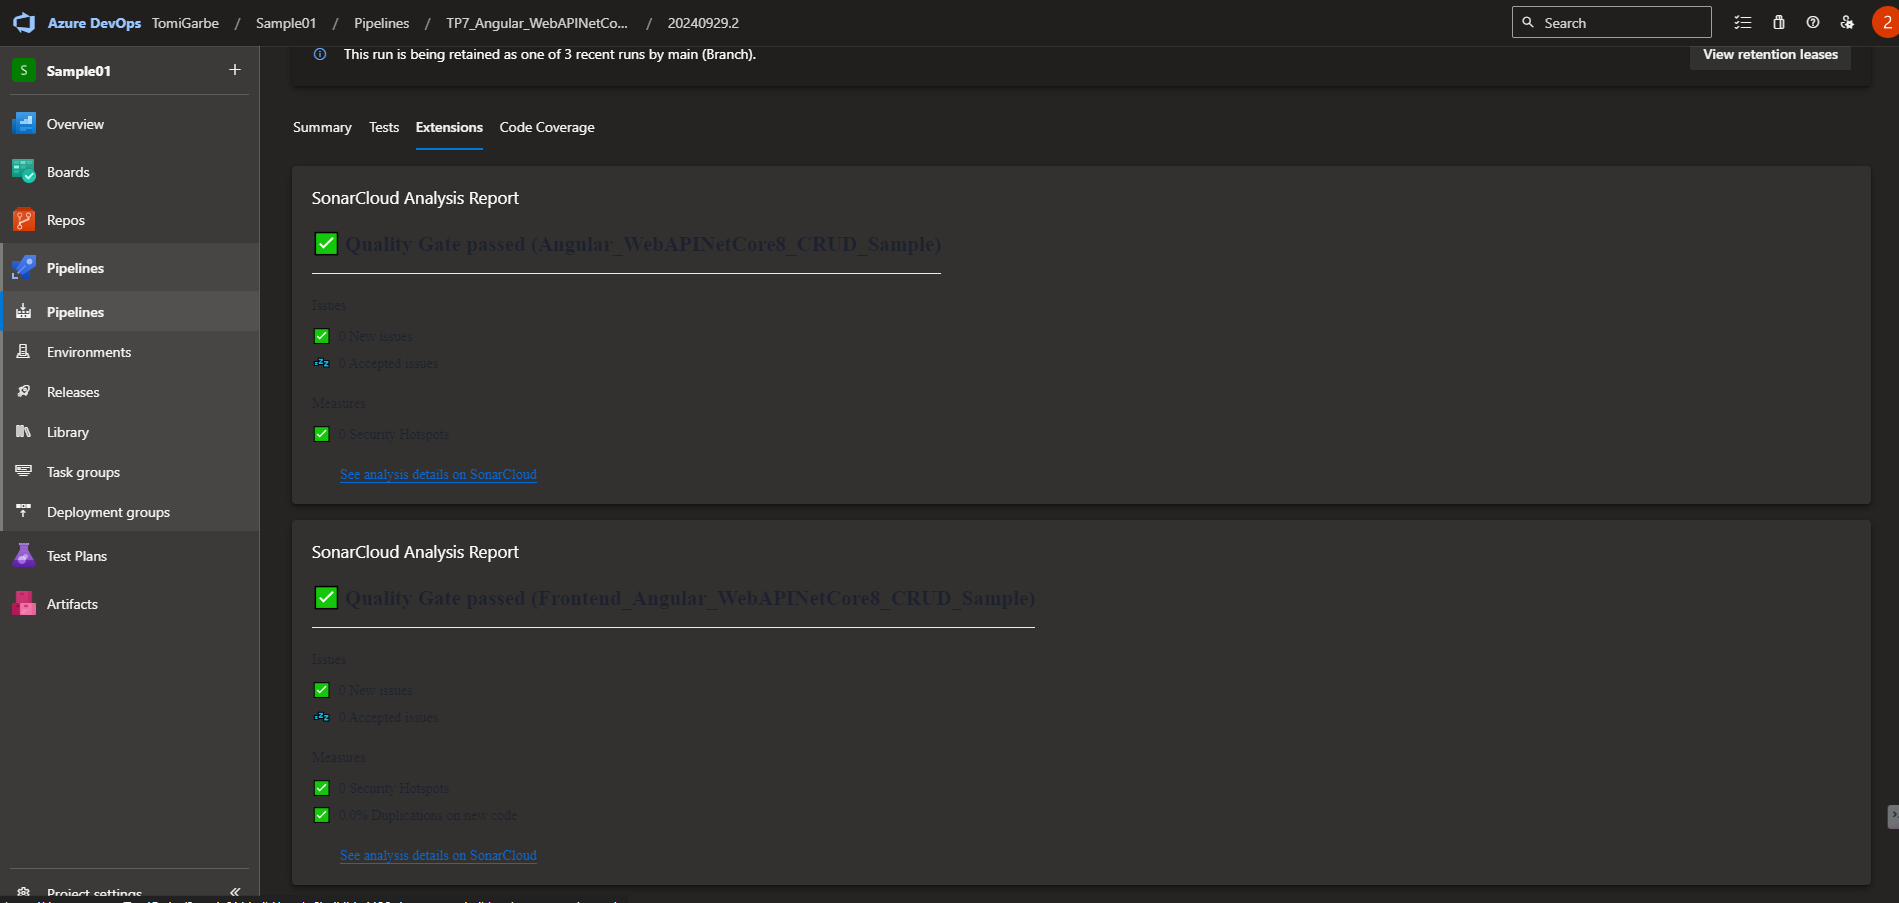 Azure DevOps TomiGarbe / Sample01 / Pipelines / TP7_Angular_WebAPINetCo... / 20240929.2
Search
2
S Sample01 +
Overview
Boards
Repos
Pipelines
Pipelines
Environments
Releases
Library
Task groups
Deployment groups
Test Plans
Artifacts
Project settings
This run is being retained as one of 3 recent runs by main (Branch).
View retention leases
Summary Tests Extensions Code Coverage
SonarCloud Analysis Report
Quality Gate passed (Angular_WebAPINetCore8_CRUD_Sample)
Issues
0 New issues
0 Accepted issues
Measures
0 Security Hotspots
See analysis details on SonarCloud
SonarCloud Analysis Report
Quality Gate passed (Frontend_Angular_WebAPINetCore8_CRUD_Sample)
Issues
0 New issues
0 Accepted issues
Measures
0 Security Hotspots
0.0% Duplications on new code
See analysis details on SonarCloud